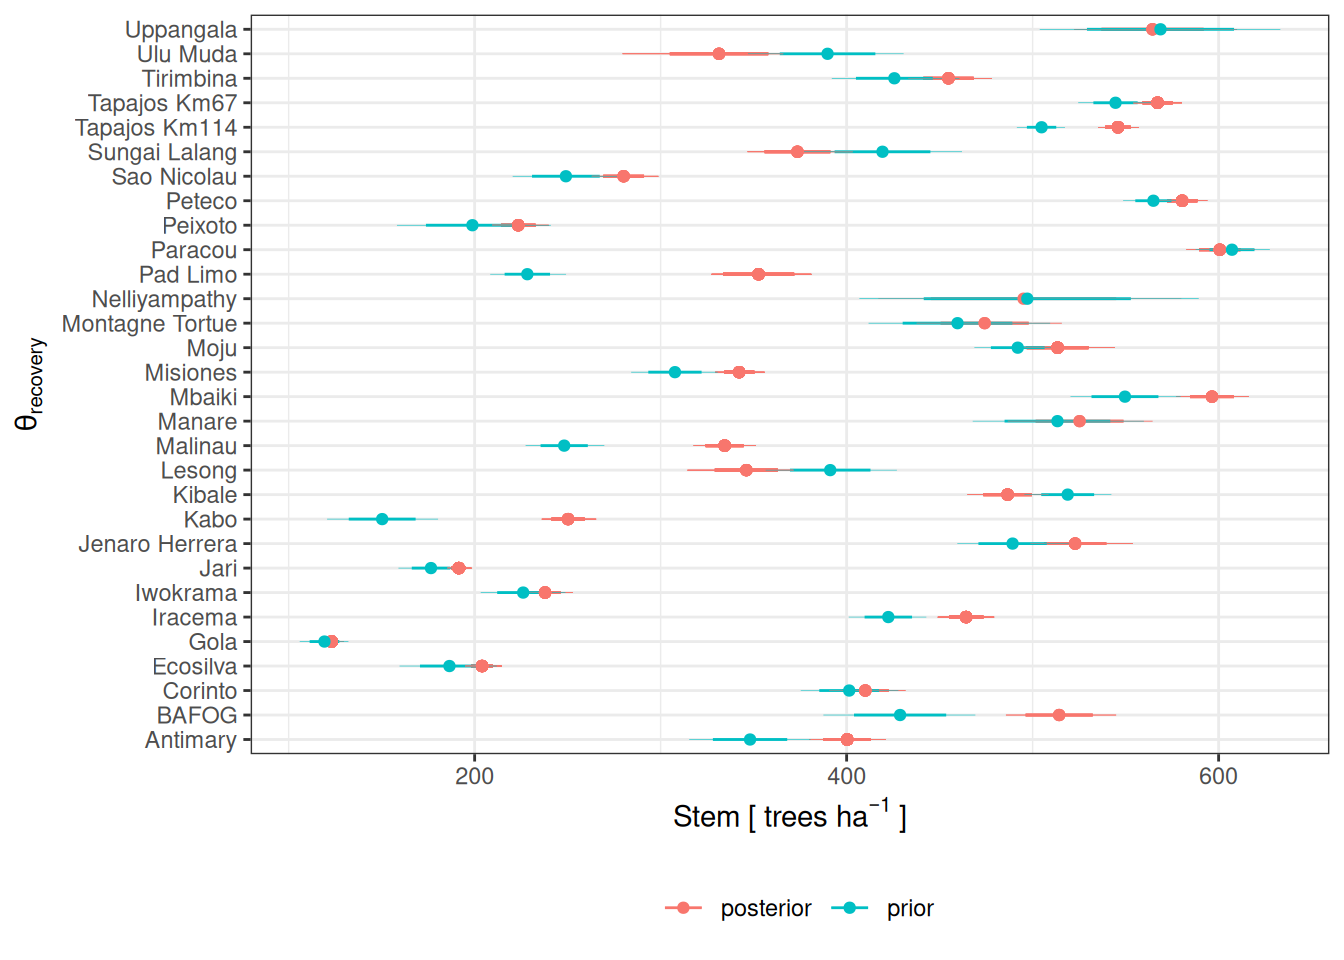 Uppangala
Ulu Muda
Tirimbina
Tapajos Km67
Tapajos Km114
Sungai Lalang
Sao Nicolau
Peteco
Peixoto
Paracou
Pad Limo
Nelliyampathy
Montagne Tortue
Moju
Misiones
Mbaiki
Manare
Malinau
Lesong
Kibale
Kabo
Jenaro Herrera
Jari
Iwokrama
Iracema
Gola
Ecosilva
Corinto
BAFOG
Antimary
θrecovery
200 400 600
Stem [ trees ha⁻¹ ]
posterior prior